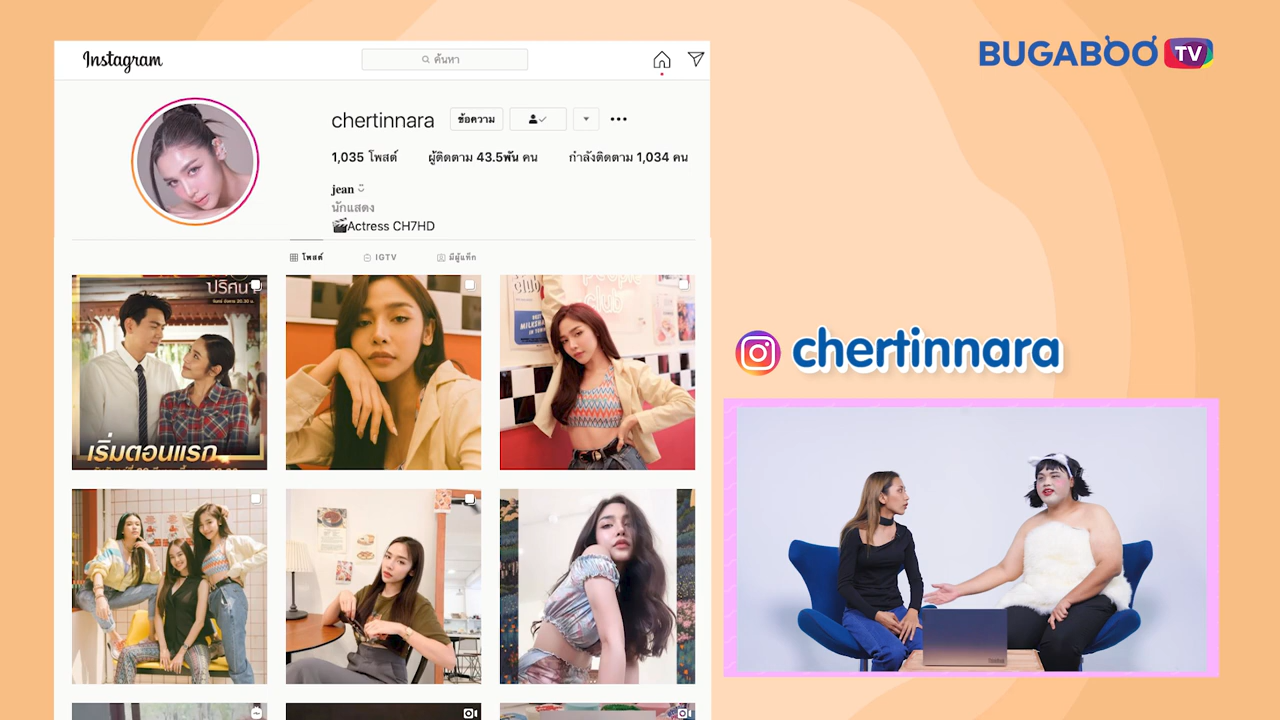 Instagram
ค้นหา
BUGABOO TV
chertinnara
ข้อความ
1,035 โพสต์
ผู้ติดตาม 43.5พัน คน
กำลังติดตาม 1,034 คน
jean
นักแสดง
🎬Actress CH7HD
โพสต์
IGTV
มีผู้แท็ก
ปริศนา
เริ่มตอนแรก
club
chertinnara